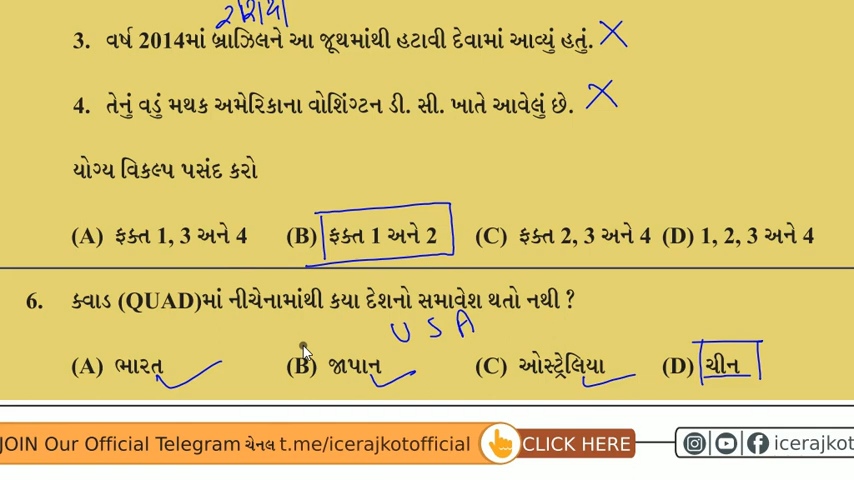 રશિયા
3. વર્ષ 2014માં બ્રાઝિલને આ જૂથમાંથી હટાવી દેવામાં આવ્યું હતું. X
4. તેનું વડું મથક અમેરિકાના વોશિંગ્ટન ડી. સી. ખાતે આવેલું છે. X
યોગ્ય વિકલ્પ પસંદ કરો
(A) ફક્ત 1, 3 અને 4 (B) ફક્ત 1 અને 2 (C) ફક્ત 2, 3 અને 4 (D) 1, 2, 3 અને 4
6. ક્વાડ (QUAD)માં નીચેનામાંથી કયા દેશનો સમાવેશ થતો નથી ?
USA
(A) ભારત (B) જાપાન (C) ઓસ્ટ્રેલિયા (D) ચીન
JOIN Our Official Telegram ચેનલ t.me/icerajkotofficial CLICK HERE icerajkot